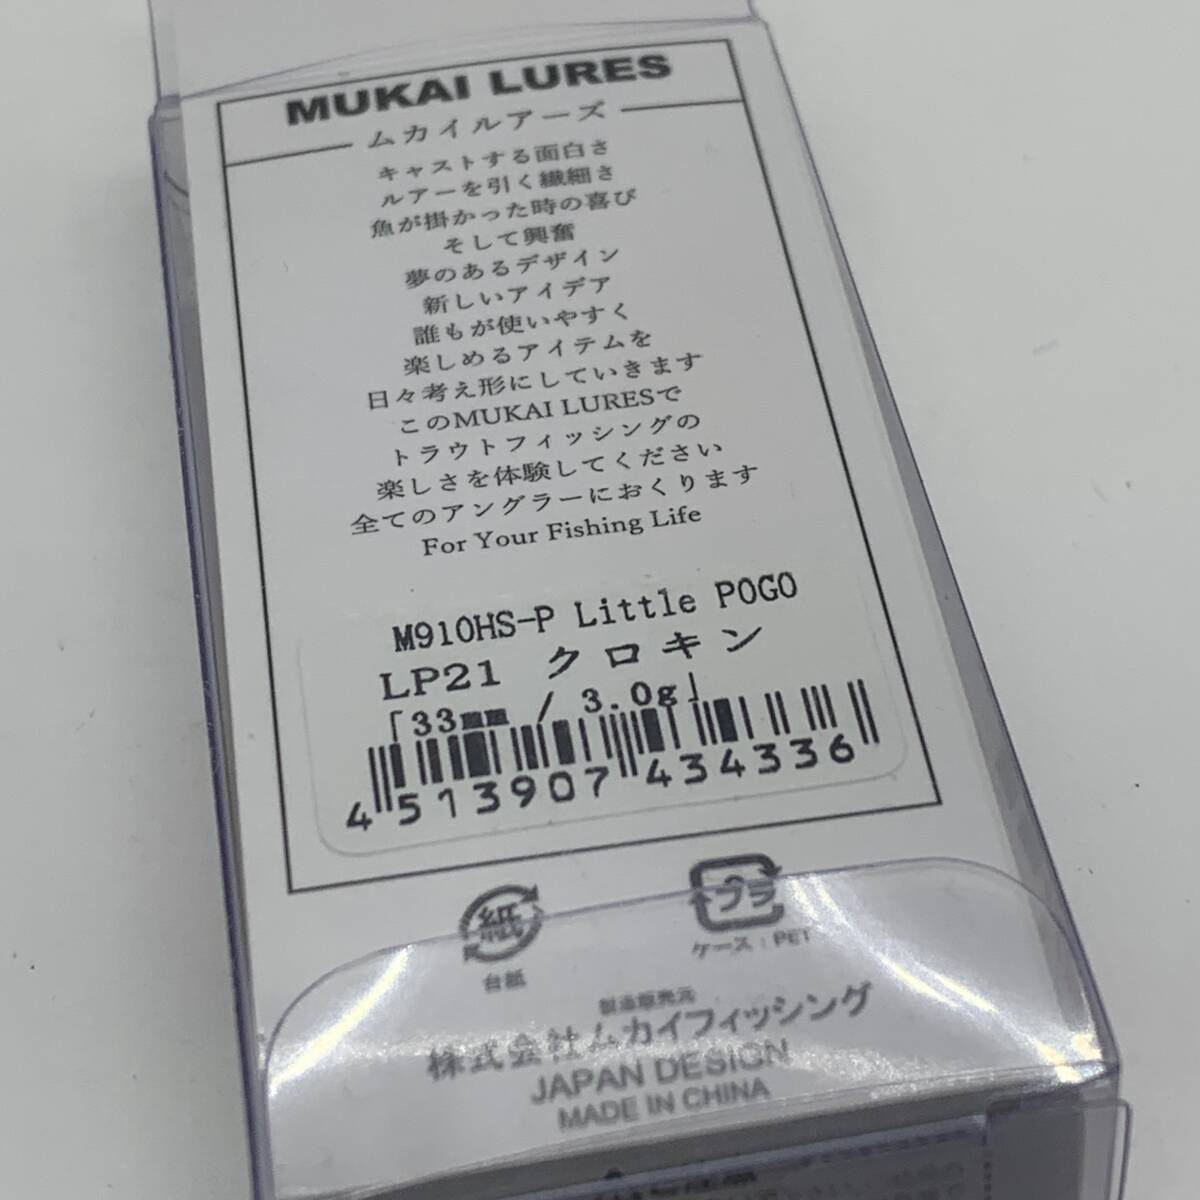 MUKAI LURES
ムカイルアーズ
キャストする面白さ
ルアーを引く繊細さ
魚が掛かった時の喜び
そして興奮
夢のあるデザイン
新しいアイデア
誰もが使いやすく
楽しめるアイテムを
日々考え形にしていきます
このMUKAI LURESで
トラウトフィッシングの
楽しさを体験してください
全てのアングラーにおくります
For Your Fishing Life
M910HS-P Little POGO
LP21 クロキン
「33mm / 3.0g」
4513907434336
紙
台紙
プラ
ケース：PET
製造販売元
株式会社ムカイフィッシング
JAPAN DESIGN
MADE IN CHINA